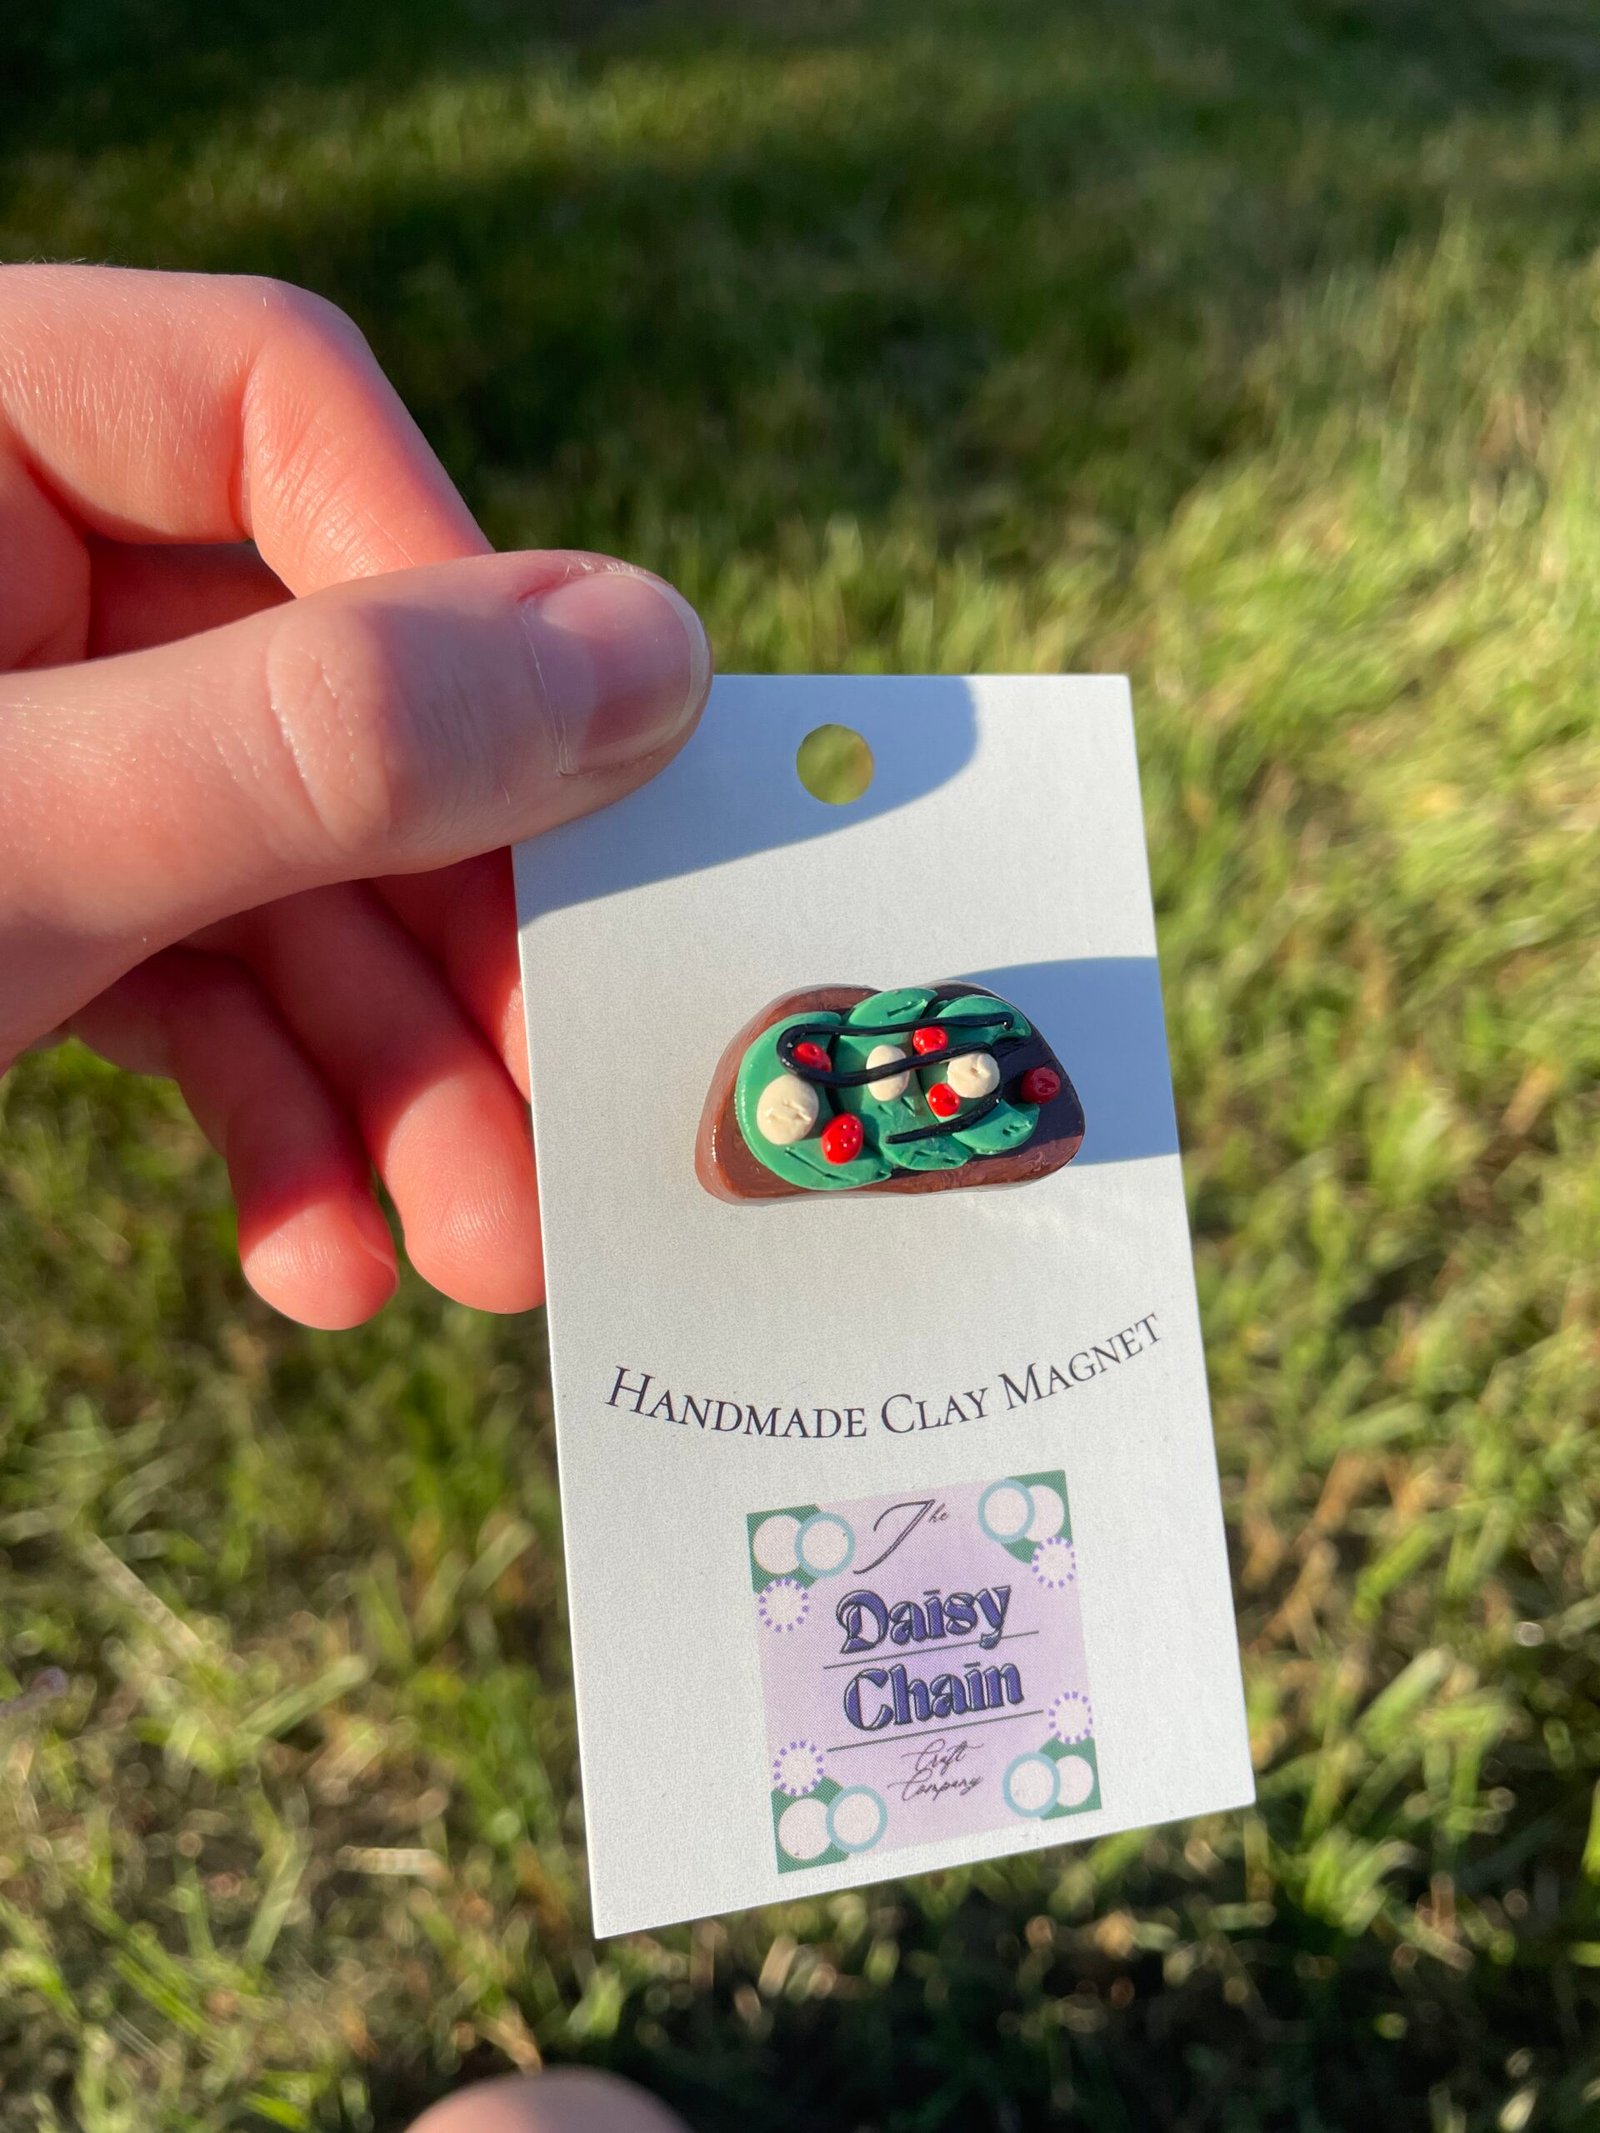 HANDMADE CLAY MAGNET
The
Daisy
Chain
Craft
Company